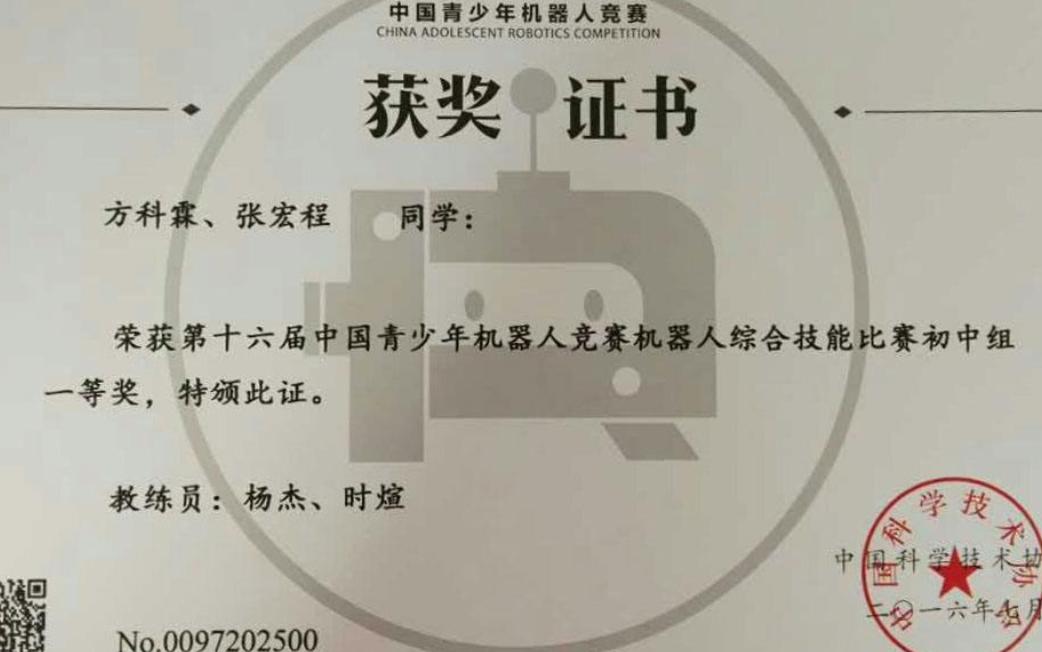 中国青少年机器人竞赛
CHINA ADOLESCENT ROBOTICS COMPETITION
获奖证书
方科霖、张宏程 同学：
荣获第十六届中国青少年机器人竞赛机器人综合技能比赛初中组
一等奖，特颁此证。
教练员：杨杰、时煊
中国科学技术协
二〇一六年七月
No.0097202500
中国科学技术协会